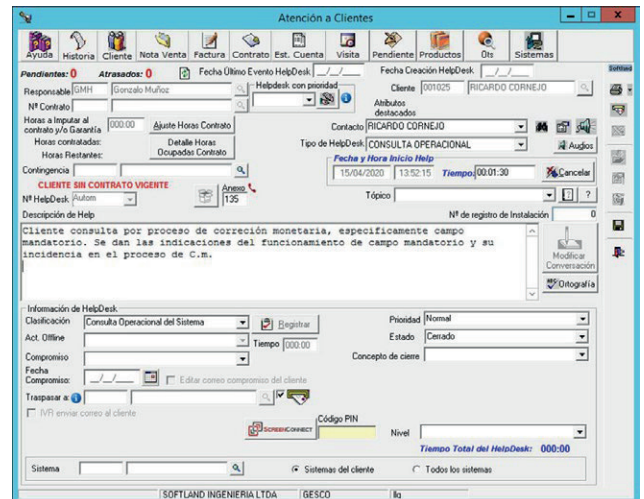 Atención a Clientes
Ayuda Historia Cliente Nota Venta Factura Contrato Est. Cuenta Visita Pendiente Productos Ots Sistemas
Pendientes: 0 Atrasados: 0 Fecha Último Evento HelpDesk __/__/__ Fecha Creación HelpDesk __/__/__ Softland
Responsable GMH Gonzalo Muñoz Helpdesk con prioridad Cliente 001025 RICARDO CORNEJO
Nº Contrato Atributos destacados
Horas a Imputar al contrato y/o Garantía 000:00 Ajuste Horas Contrato Contacto RICARDO CORNEJO
Horas contratadas: Detalle Horas Ocupadas Contrato Tipo de HelpDesk CONSULTA OPERACIONAL Audios
Horas Restantes: Fecha y Hora Inicio Help
Contingencia 15/04/2020 13:52:15 Tiempo: 00:01:30 Cancelar
CLIENTE SIN CONTRATO VIGENTE
Nº HelpDesk Autom Anexo 135 Tópico ?
Descripción de Help Nº de registro de Instalación 0
Cliente consulta por proceso de correción monetaria, especificamente campo
mandatorio. Se dan las indicaciones del funcionamiento de campo mandatorio y su
incidencia en el proceso de C.m.
Modificar Conversación
Ortografía
Información de HelpDesk
Clasificación Consulta Operacional del Sistema Registrar Prioridad Normal
Act. Offline Tiempo 000:00 Estado Cerrado
Compromiso Concepto de cierre
Fecha Compromiso: __/__/__ Editar correo compromiso del cliente
Traspasar a:
IVR enviar correo al cliente
SCREENCONNECT Código PIN Nivel
Tiempo Total del HelpDesk: 000:00
Sistema Sistemas del cliente Todos los sistemas
SOFTLAND INGENIERIA LTDA GESCO llg